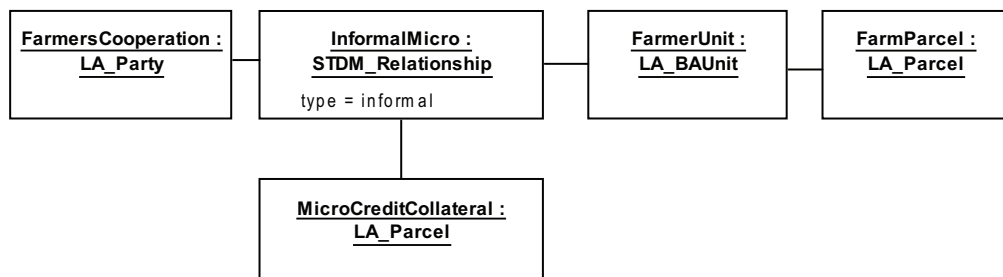 FarmersCooperation :
LA_Party
InformalMicro :
STDM_Relationship
type = informal
FarmerUnit :
LA_BAUnit
FarmParcel :
LA_Parcel
MicroCreditCollateral :
LA_Parcel